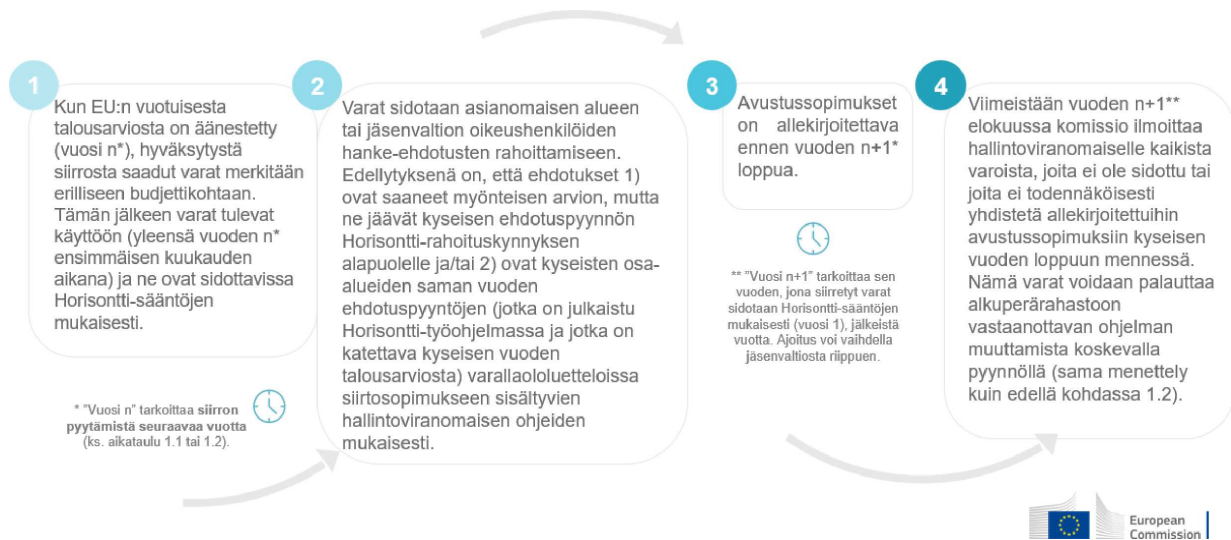 1
Kun EU:n vuotuisesta
talousarviosta on äänestetty
(vuosi n*), hyväksytystä
siirrosta saadut varat merkitään
erilliseen budjettikohtaan.
Tämän jälkeen varat tulevat
käyttöön (yleensä vuoden n*
ensimmäisen kuukauden
aikana) ja ne ovat sidottavissa
Horisontti-sääntöjen
mukaisesti.
* "Vuosi n" tarkoittaa siirron
pyytämistä seuraavaa vuotta
(ks. aikataulu 1.1 tai 1.2).
2
Varat sidotaan asianomaisen alueen
tai jäsenvaltion oikeushenkilöiden
hanke-ehdotusten rahoittamiseen.
Edellytyksenä on, että ehdotukset 1)
ovat saaneet myönteisen arvion, mutta
ne jäävät kyseisen ehdotuspyynnön
Horisontti-rahoituskynnyksen
alapuolelle ja/tai 2) ovat kyseisten osa-
alueiden saman vuoden
ehdotuspyyntöjen (jotka on julkaistu
Horisontti-työohjelmassa ja jotka on
katettava kyseisen vuoden
talousarviosta) varallaololuetteloissa
siirtosopimukseen sisältyvien
hallintoviranomaisen ohjeiden
mukaisesti.
3
Avustussopimukset
on allekirjoitettava
ennen vuoden n+1*
loppua.
** "Vuosi n+1" tarkoittaa sen
vuoden, jona siirretyt varat
sidotaan Horisontti-sääntöjen
mukaisesti (vuosi 1), jälkeistä
vuotta. Ajoitus voi vaihdella
jäsenvaltiosta riippuen.
4
Viimeistään vuoden n+1**
elokuussa komissio ilmoittaa
hallintoviranomaiselle kaikista
varoista, joita ei ole sidottu tai
joita ei todennäköisesti
yhdistetä allekirjoitettuihin
avustussopimuksiin kyseisen
vuoden loppuun mennessä.
Nämä varat voidaan palauttaa
alkuperärahastoon
vastaanottavan ohjelman
muuttamista koskevalla
pyynnöllä (sama menettely
kuin edellä kohdassa 1.2).
European
Commission